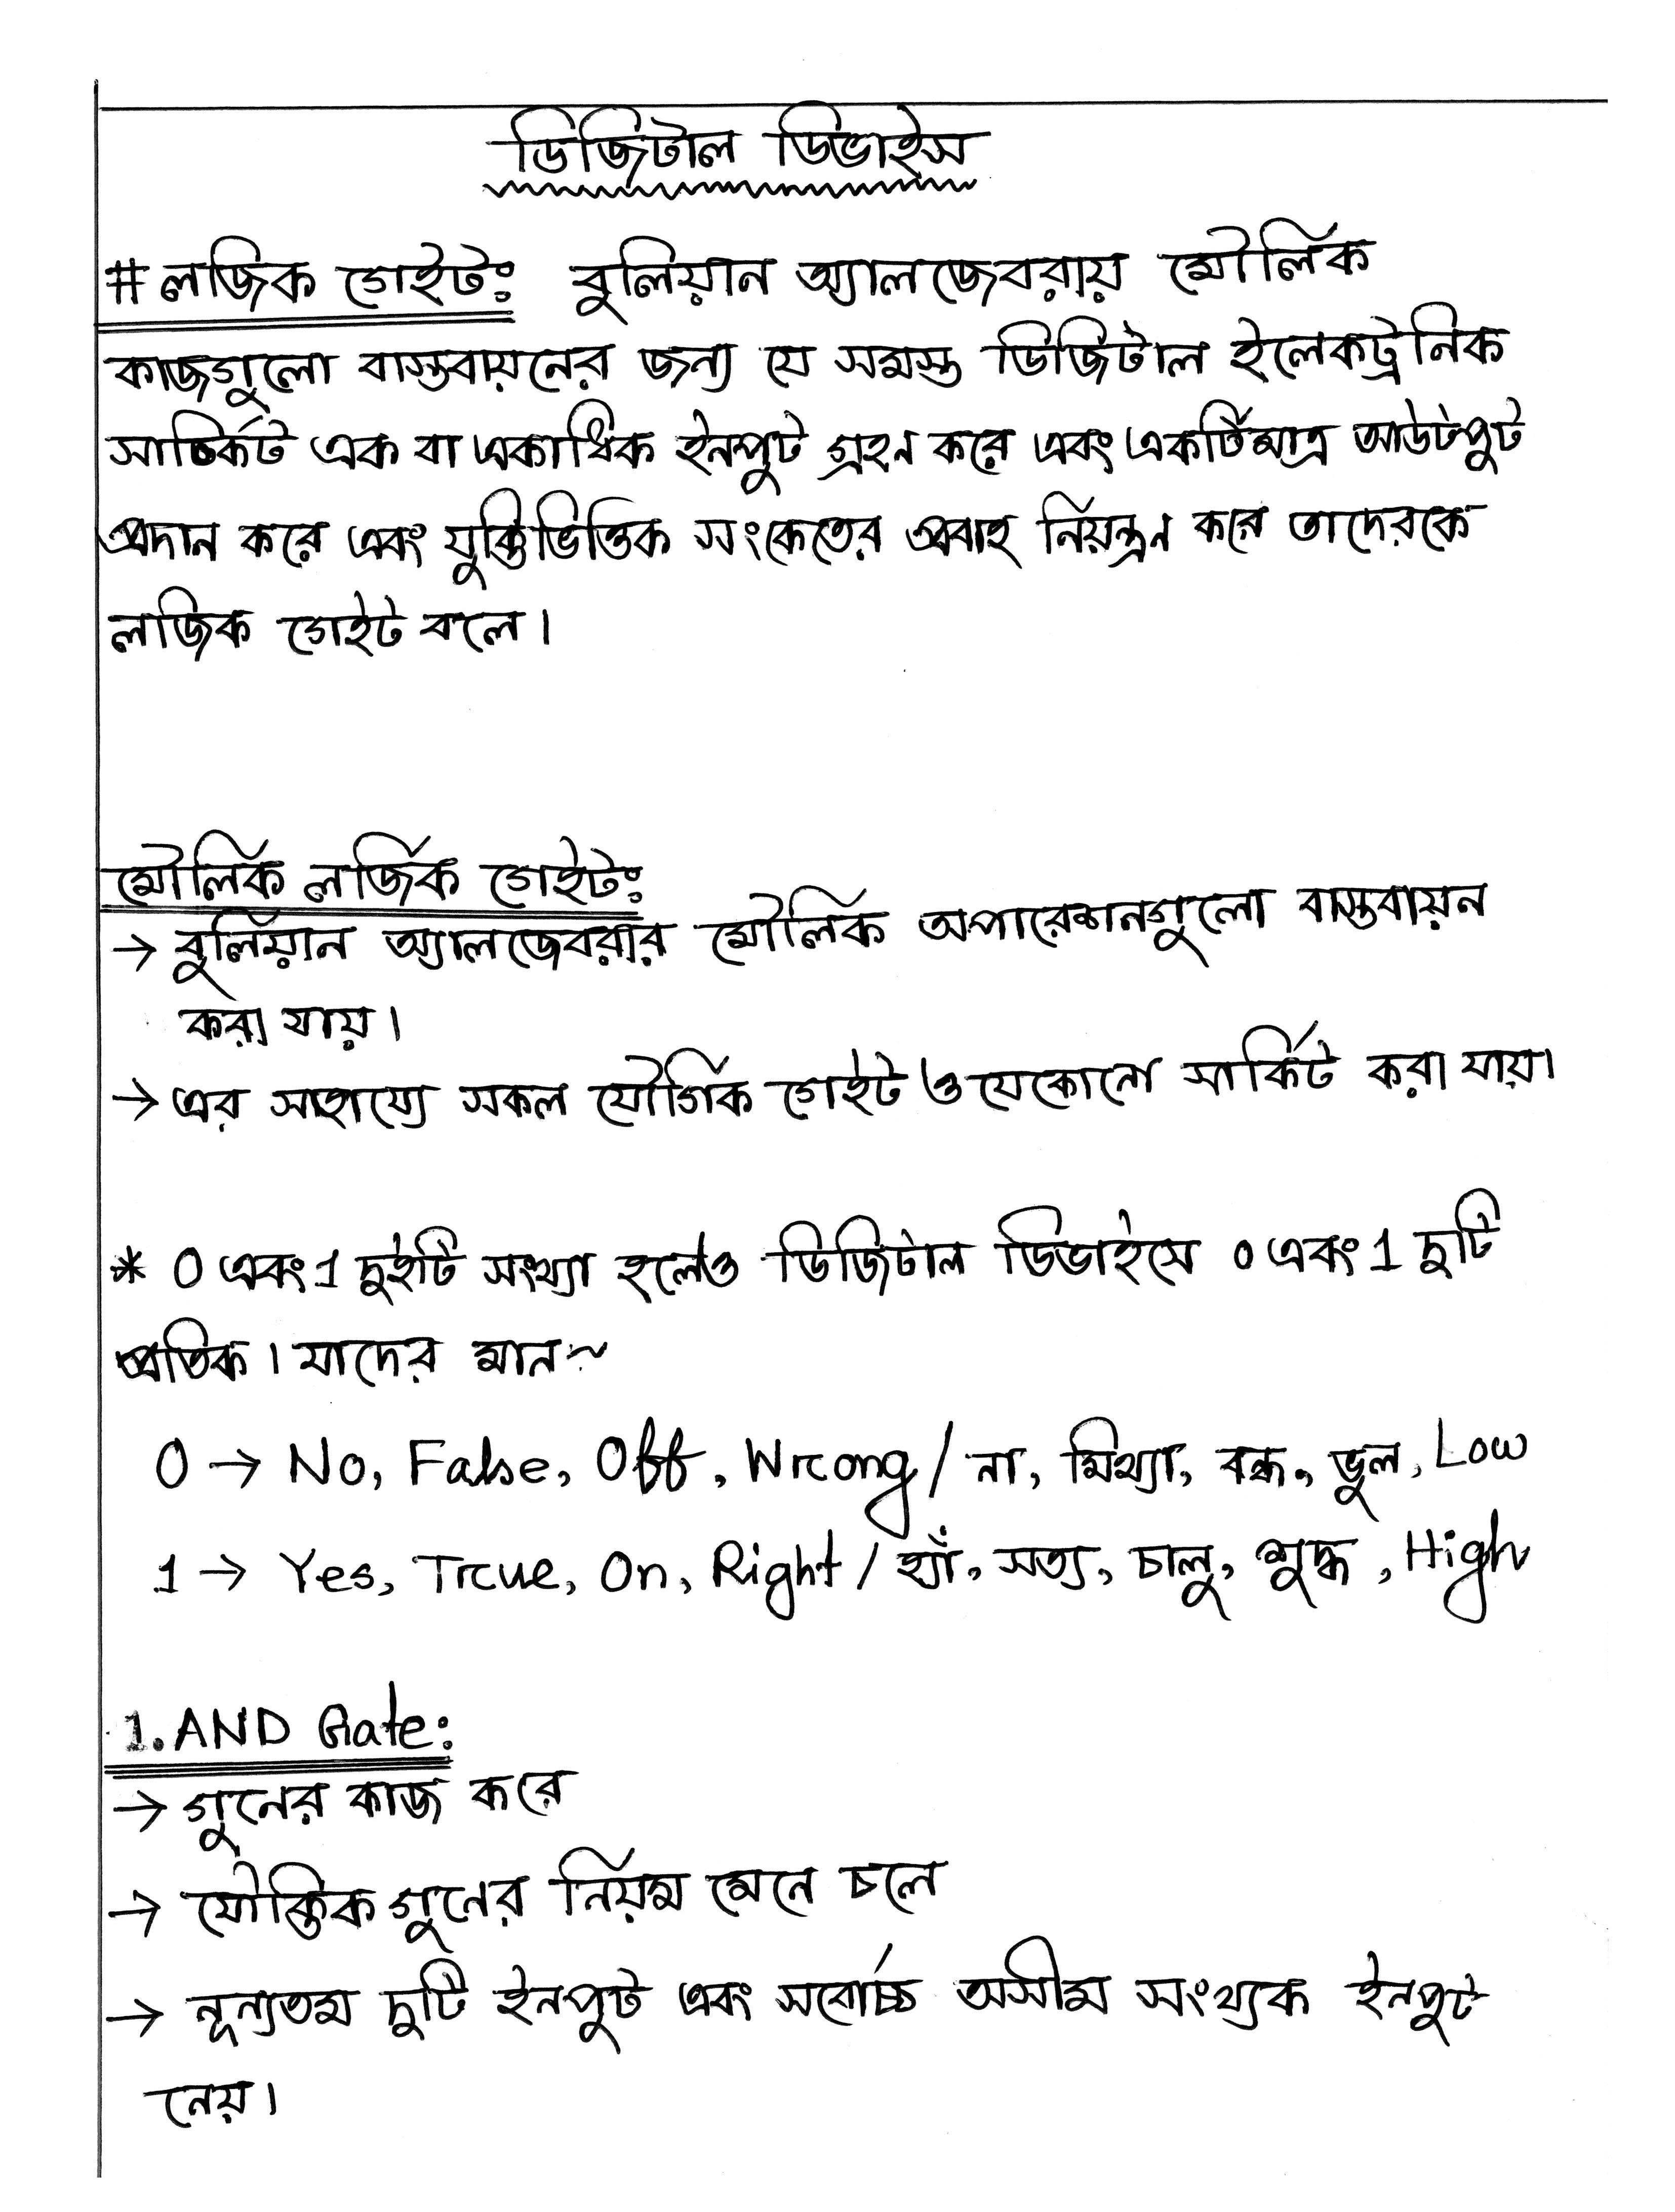 ডিজিটাল ডিভাইস
# লজিক গেইটঃ বুলিয়ান অ্যালজেবরায় মৌলিক
কাজগুলো বাস্তবায়নের জন্য যে সমস্ত ডিজিটাল ইলেকট্রনিক
সার্কিট এক বা একাধিক ইনপুট গ্রহন করে এবং একটিমাত্র আউটপুট
প্রদান করে এবং যুক্তিভিত্তিক সংকেতের প্রবাহ নিয়ন্ত্রন করে তাদেরকে
লজিক গেইট বলে।
মৌলিক লজিক গেইটঃ
→ বুলিয়ান অ্যালজেবরার মৌলিক অপারেশনগুলো বাস্তবায়ন
করা যায়।
→ এর সাহায্যে সকল যৌগিক গেইট ও যেকোনো সার্কিট করা যায়।
* 0 এবং 1 দুইটি সংখ্যা হলেও ডিজিটাল ডিভাইসে 0 এবং 1 দুটি
প্রতিক। যাদের মান~
0 → No, False, Off, Wrong / না, মিথ্যা, বন্ধ, ভুল, Low
1 → Yes, True, On, Right / হ্যাঁ, সত্য, চালু, শুদ্ধ, High
1. AND Gate:
→ গুনের কাজ করে
→ যৌক্তিক গুনের নিয়ম মেনে চলে
→ নূন্যতম দুটি ইনপুট এবং সর্বোচ্চ অসীম সংখ্যক ইনপুট
নেয়।